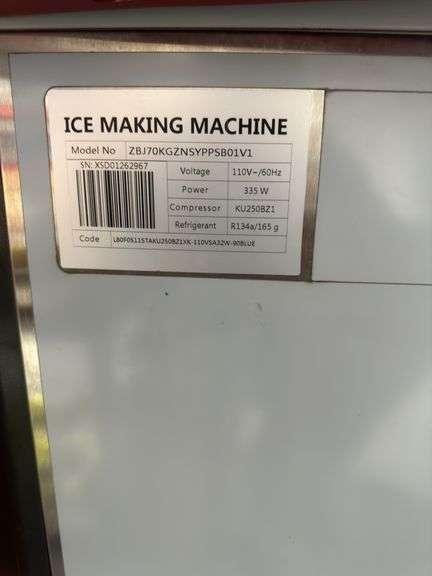 ICE MAKING MACHINE
Model No ZBJ70KGZNSYPPSB01V1
SN: XSD01262967
Voltage 110V~/60Hz
Power 335 W
Compressor KU250BZ1
Refrigerant R134a/165 g
Code